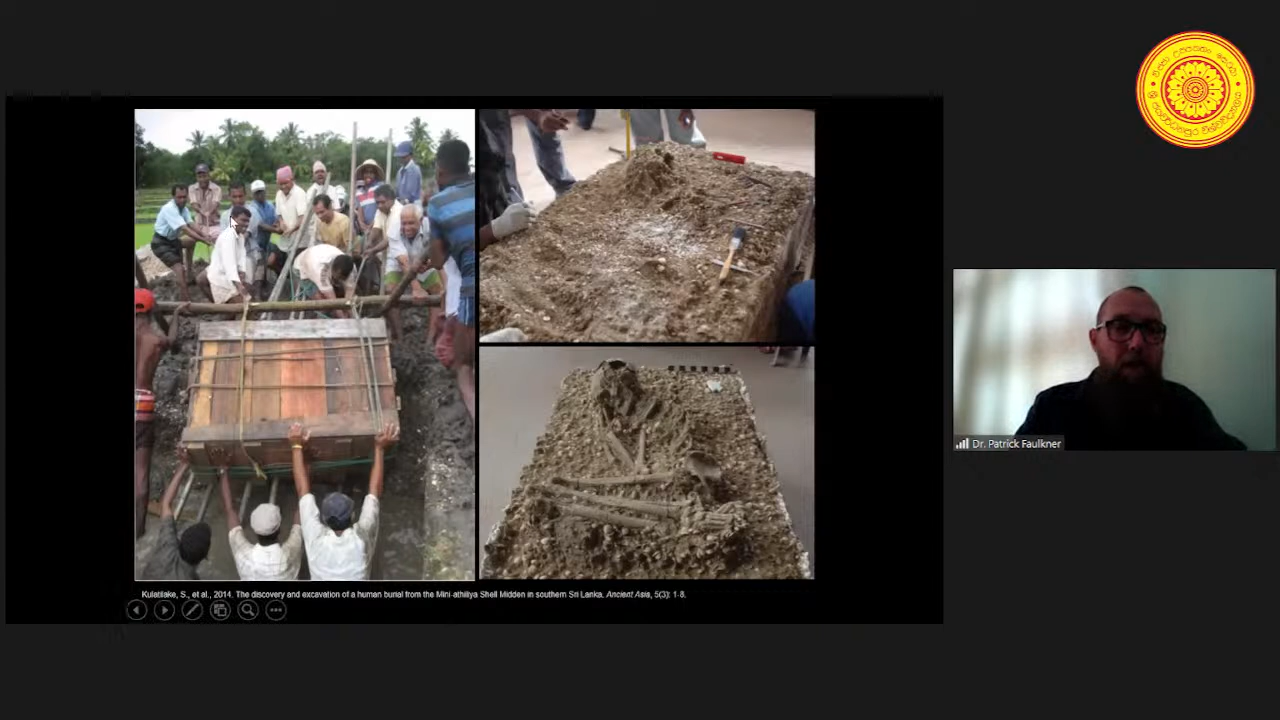 Kulatilake, S., et al., 2014. The discovery and excavation of a human burial from the Mini-athiliya Shell Midden in southern Sri Lanka. Ancient Asia, 5(3): 1-8.
Dr. Patrick Faulkner